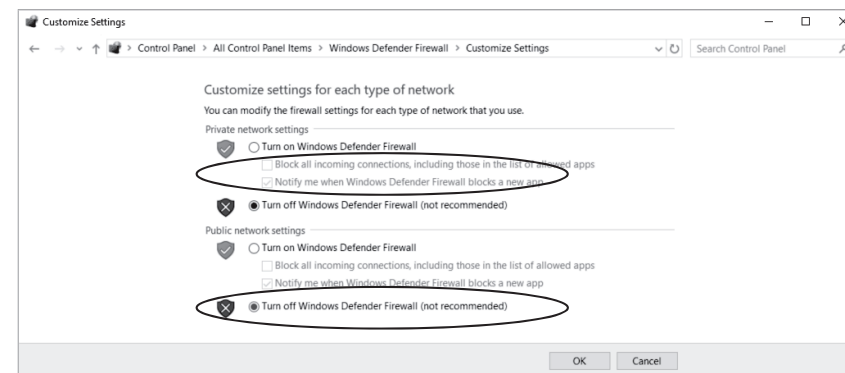 Customize Settings
Control Panel > All Control Panel Items > Windows Defender Firewall > Customize Settings
Search Control Panel
Customize settings for each type of network
You can modify the firewall settings for each type of network that you use.
Private network settings
Turn on Windows Defender Firewall
Block all incoming connections, including those in the list of allowed apps
Notify me when Windows Defender Firewall blocks a new app
Turn off Windows Defender Firewall (not recommended)
Public network settings
Turn on Windows Defender Firewall
Block all incoming connections, including those in the list of allowed apps
Notify me when Windows Defender Firewall blocks a new app
Turn off Windows Defender Firewall (not recommended)
OK Cancel